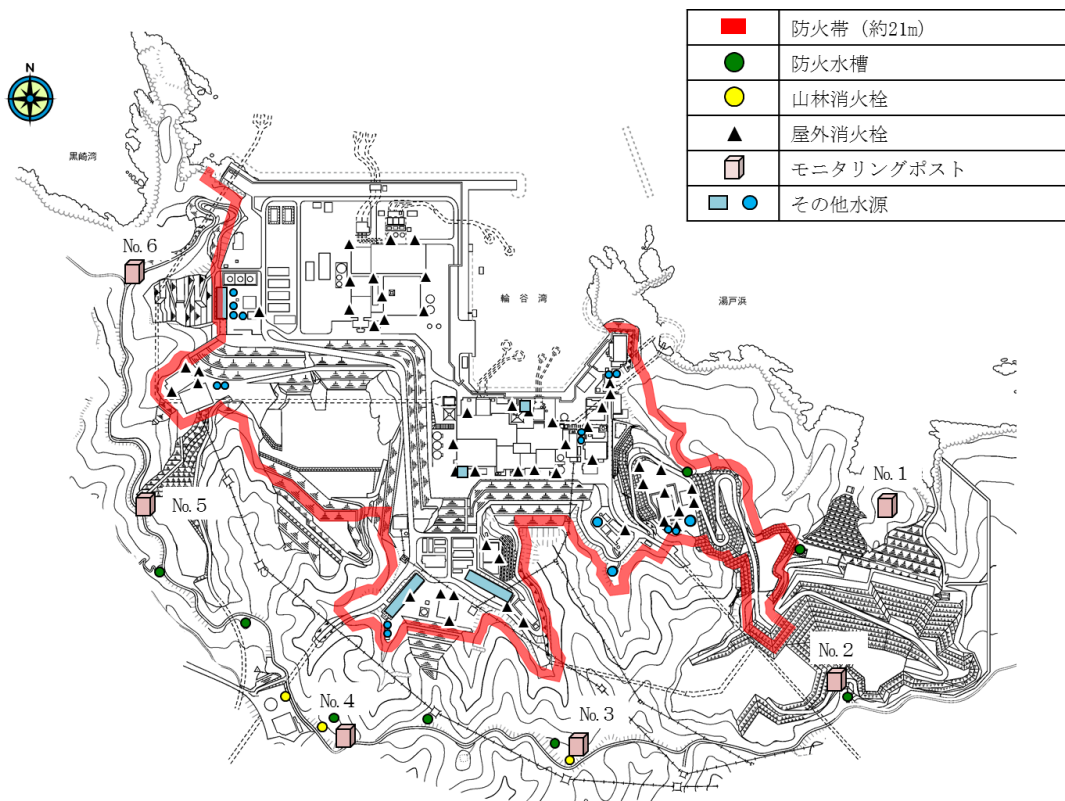 防火帯（約21m）
防火水槽
山林消火栓
屋外消火栓
モニタリングポスト
その他水源
N
黒崎湾
No.6
輪谷湾
湯戸浜
No.1
No.5
No.2
No.4
No.3